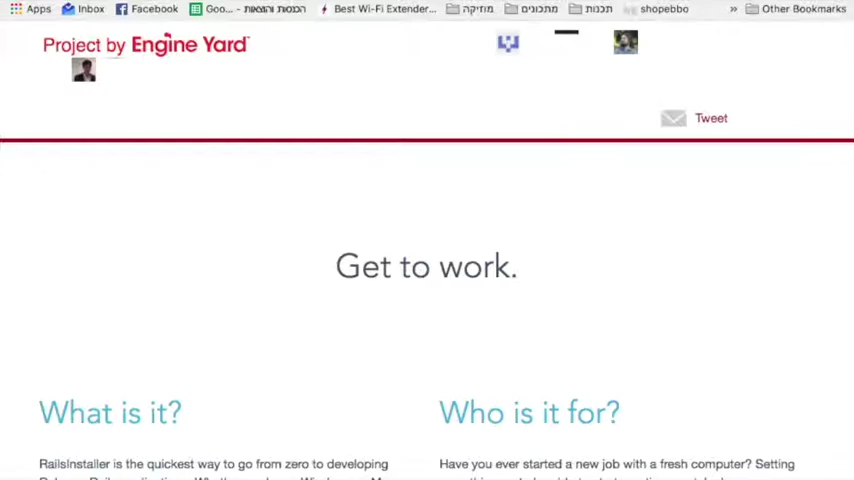 Apps Inbox Facebook Goo... - הכנסות והוצאות Best Wi-Fi Extender... מוזיקה מתכונים תכנות shopebbo » Other Bookmarks
Project by Engine Yard
Tweet
Get to work.
What is it?
Who is it for?
RailsInstaller is the quickest way to go from zero to developing
Have you ever started a new job with a fresh computer? Setting